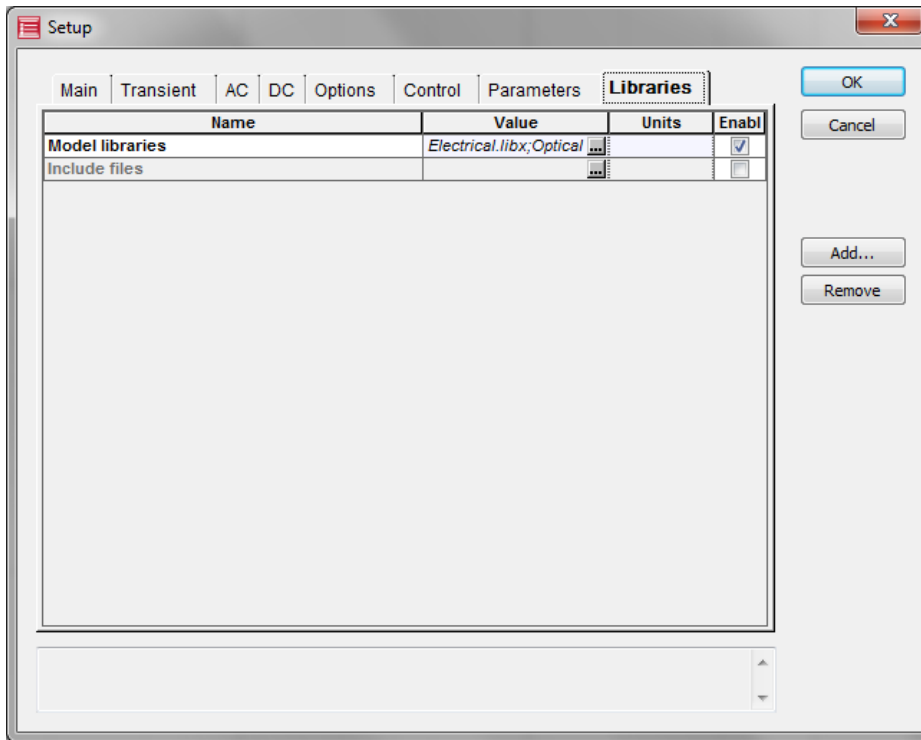 Setup
X
Main Transient AC DC Options Control Parameters Libraries
Name Value Units Enabl
Model libraries Electrical.libx;Optical ...
Include files ...
OK
Cancel
Add...
Remove